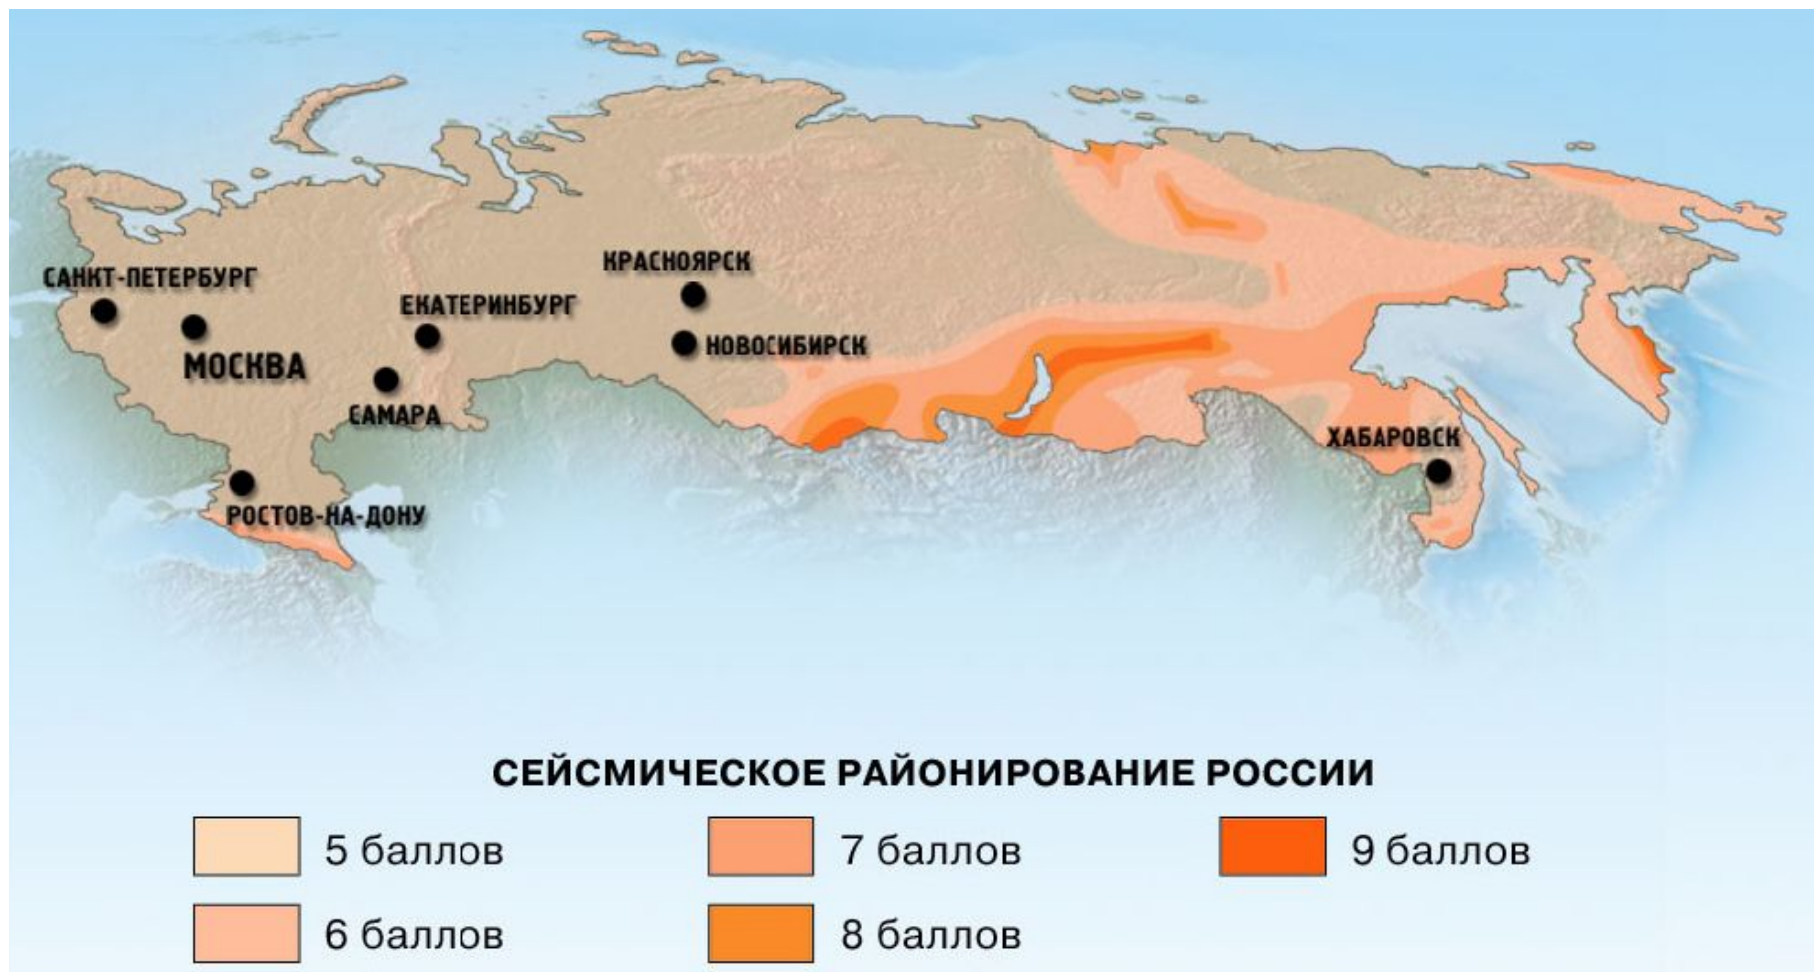 САНКТ-ПЕТЕРБУРГ
МОСКВА
ЕКАТЕРИНБУРГ
САМАРА
РОСТОВ-НА-ДОНУ
КРАСНОЯРСК
НОВОСИБИРСК
ХАБАРОВСК
СЕЙСМИЧЕСКОЕ РАЙОНИРОВАНИЕ РОССИИ
5 баллов
6 баллов
7 баллов
8 баллов
9 баллов